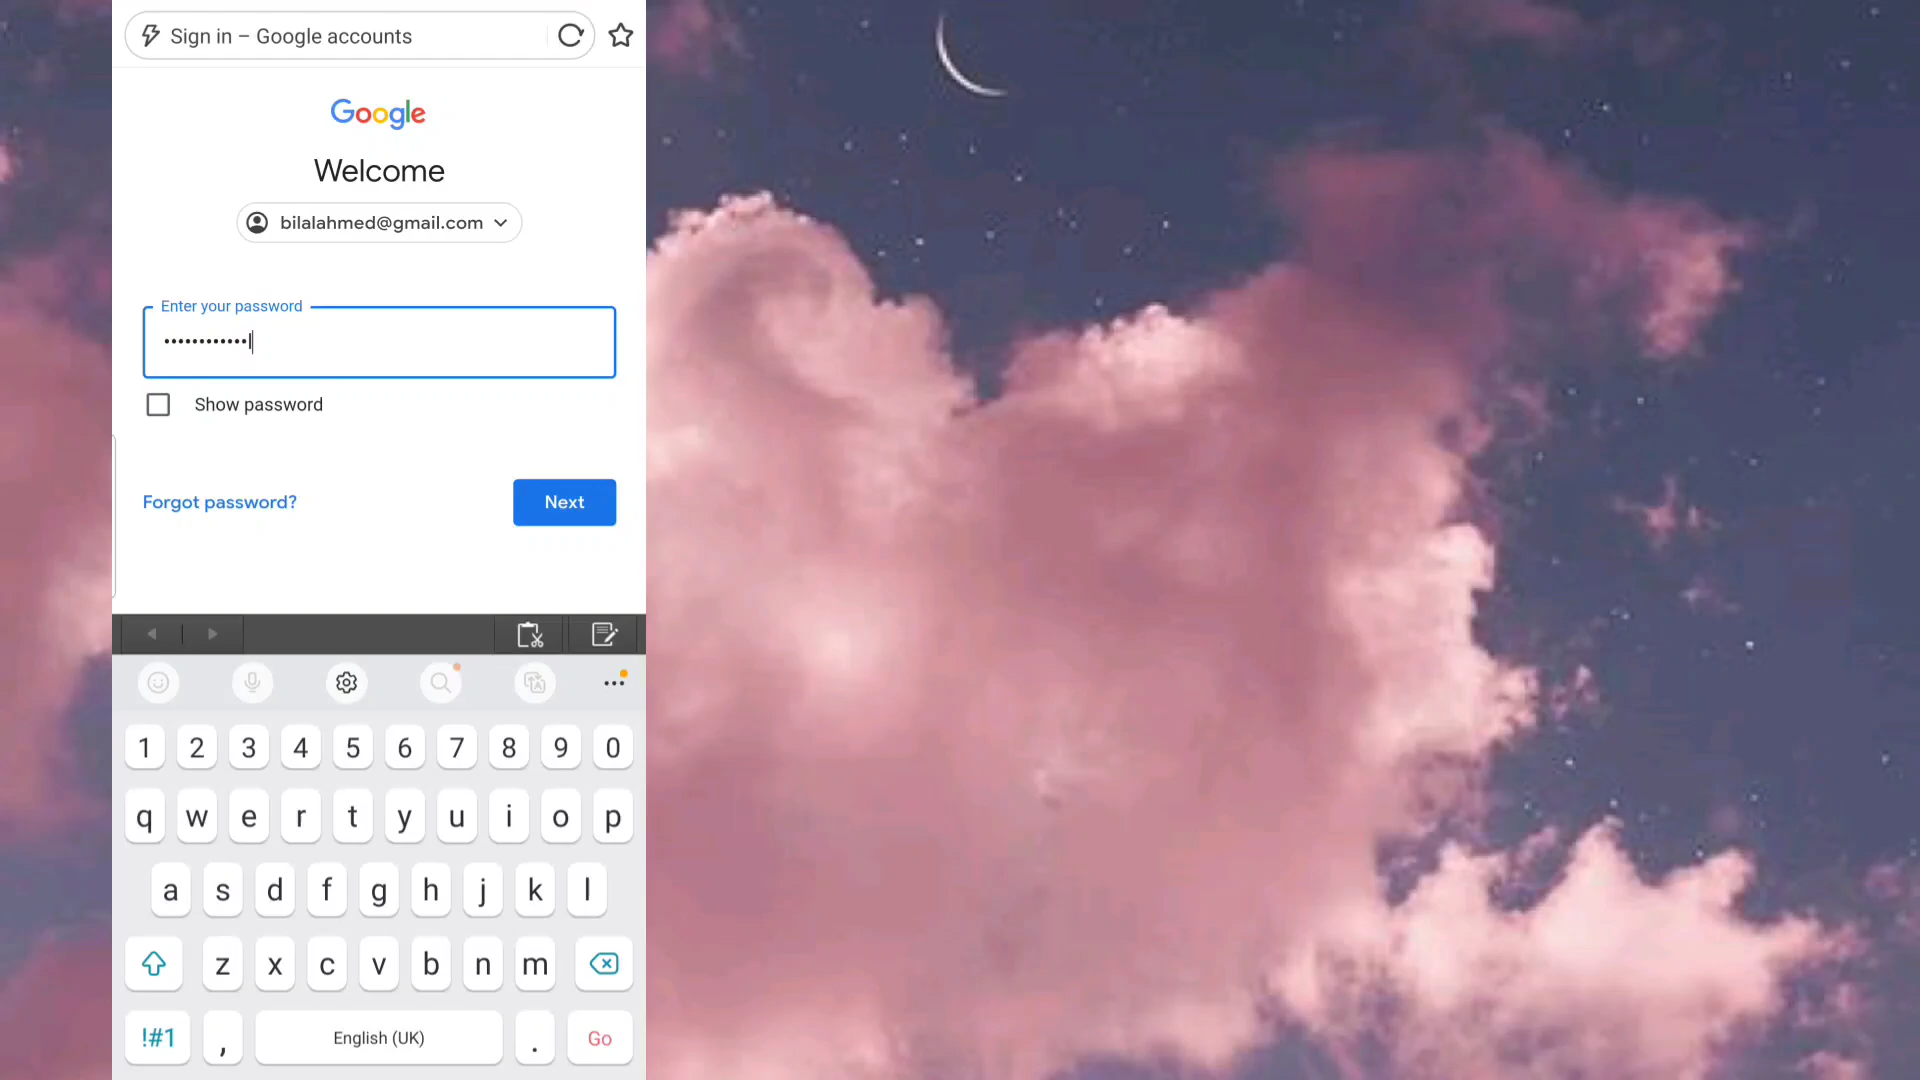 Sign in – Google accounts
Google
Welcome
bilalahmed@gmail.com
Enter your password
••••••••••••l
Show password
Forgot password?
Next
1 2 3 4 5 6 7 8 9 0
q w e r t y u i o p
a s d f g h j k l
z x c v b n m
!#1 , English (UK) . Go